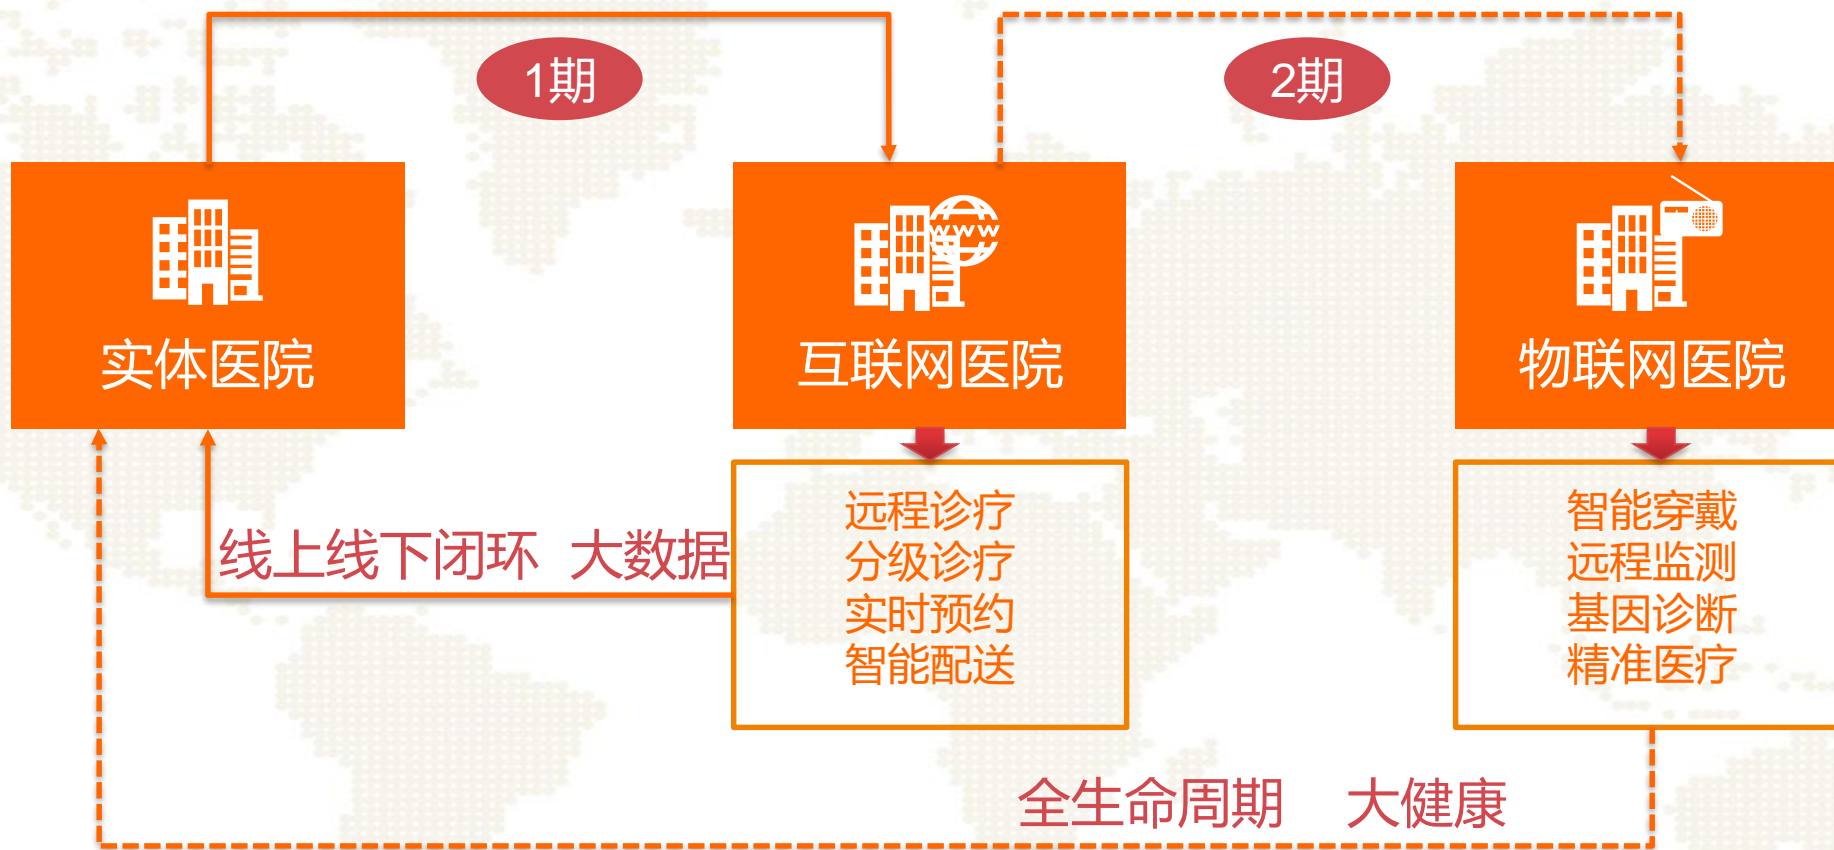 1期
2期
实体医院
互联网医院
物联网医院
远程诊疗
分级诊疗
实时预约
智能配送
智能穿戴
远程监测
基因诊断
精准医疗
线上线下闭环 大数据
全生命周期 大健康